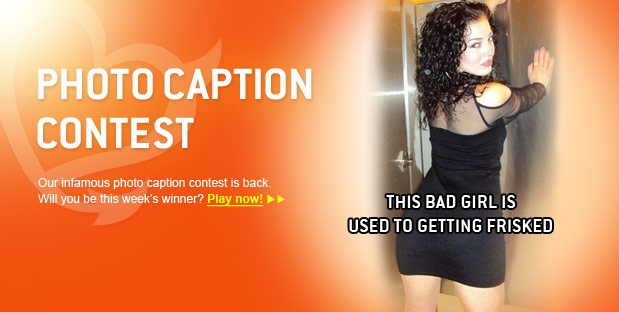 PHOTO CAPTION
CONTEST
Our infamous photo caption contest is back.
Will you be this week's winner? Play now!
THIS BAD GIRL IS
USED TO GETTING FRISKED